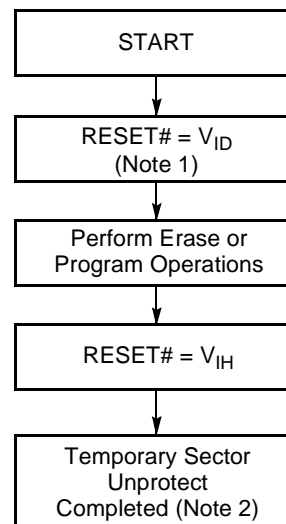 START
RESET# = VID
(Note 1)
Perform Erase or
Program Operations
RESET# = VIH
Temporary Sector
Unprotect
Completed (Note 2)